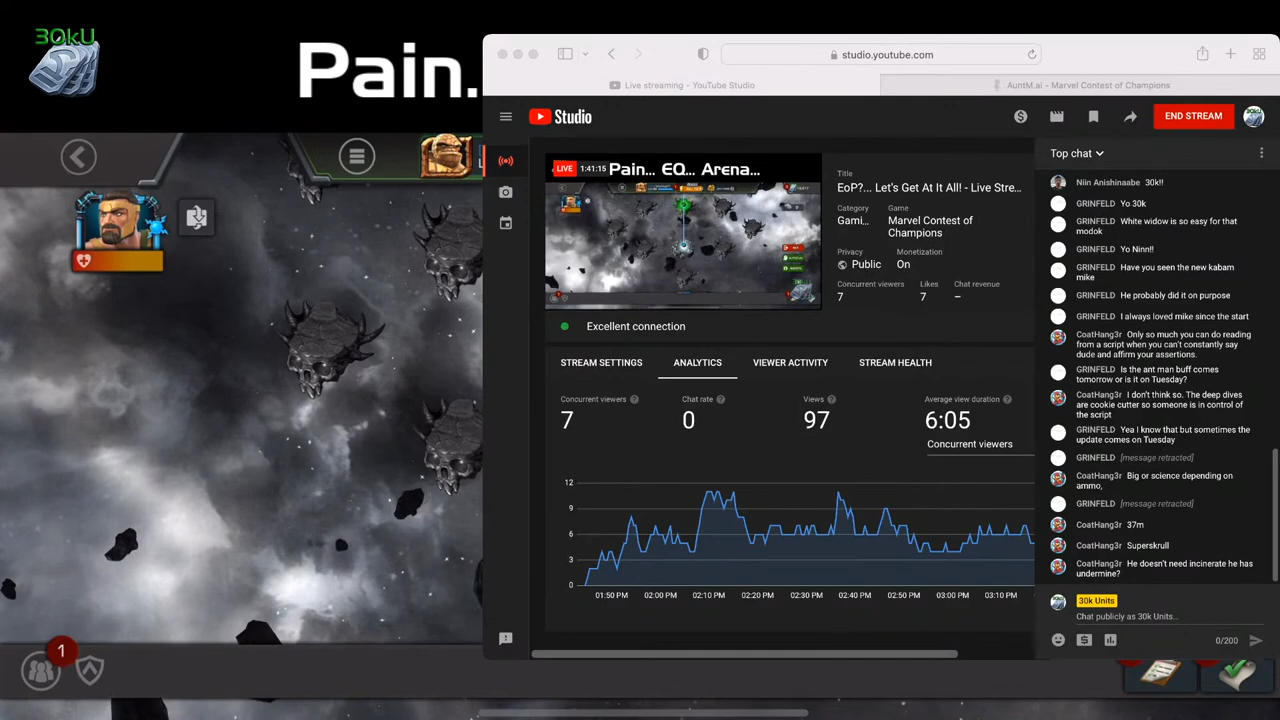 30kU
Pain.
studio.youtube.com
Live streaming - YouTube Studio
AuntM.ai - Marvel Contest of Champions
Studio
END STREAM
LIVE 1:41:15 Pain... EQ... Arena...
Title
EoP?... Let's Get At It All! - Live Stre...
Category
Gami...
Game
Marvel Contest of
Champions
Privacy
Public
Monetization
On
Concurrent viewers
7
Likes
7
Chat revenue
–
Excellent connection
STREAM SETTINGS
ANALYTICS
VIEWER ACTIVITY
STREAM HEALTH
Concurrent viewers
7
Chat rate
0
Views
97
Average view duration
6:05
Concurrent viewers
12
9
6
3
0
01:50 PM
02:00 PM
02:10 PM
02:20 PM
02:30 PM
02:40 PM
02:50 PM
03:00 PM
03:10 PM
Top chat
Niin Anishinaabe 30k!!
GRINFELD Yo 30k
GRINFELD White widow is so easy for that
modok
GRINFELD Yo Ninn!!
GRINFELD Have you seen the new kabam
mike
GRINFELD He probably did it on purpose
GRINFELD I always loved mike since the start
CoatHang3r Only so much you can do reading
from a script when you can't constantly say
dude and affirm your assertions.
GRINFELD Is the ant man buff comes
tomorrow or is it on Tuesday?
CoatHang3r I don't think so. The deep dives
are cookie cutter so someone is in control of
the script
GRINFELD Yea I know that but sometimes the
update comes on Tuesday
GRINFELD [message retracted]
CoatHang3r Big or science depending on
ammo,
GRINFELD [message retracted]
CoatHang3r 37m
CoatHang3r Superskrull
CoatHang3r He doesn't need incinerate he has
undermine?
30k Units
Chat publicly as 30k Units...
0/200
1